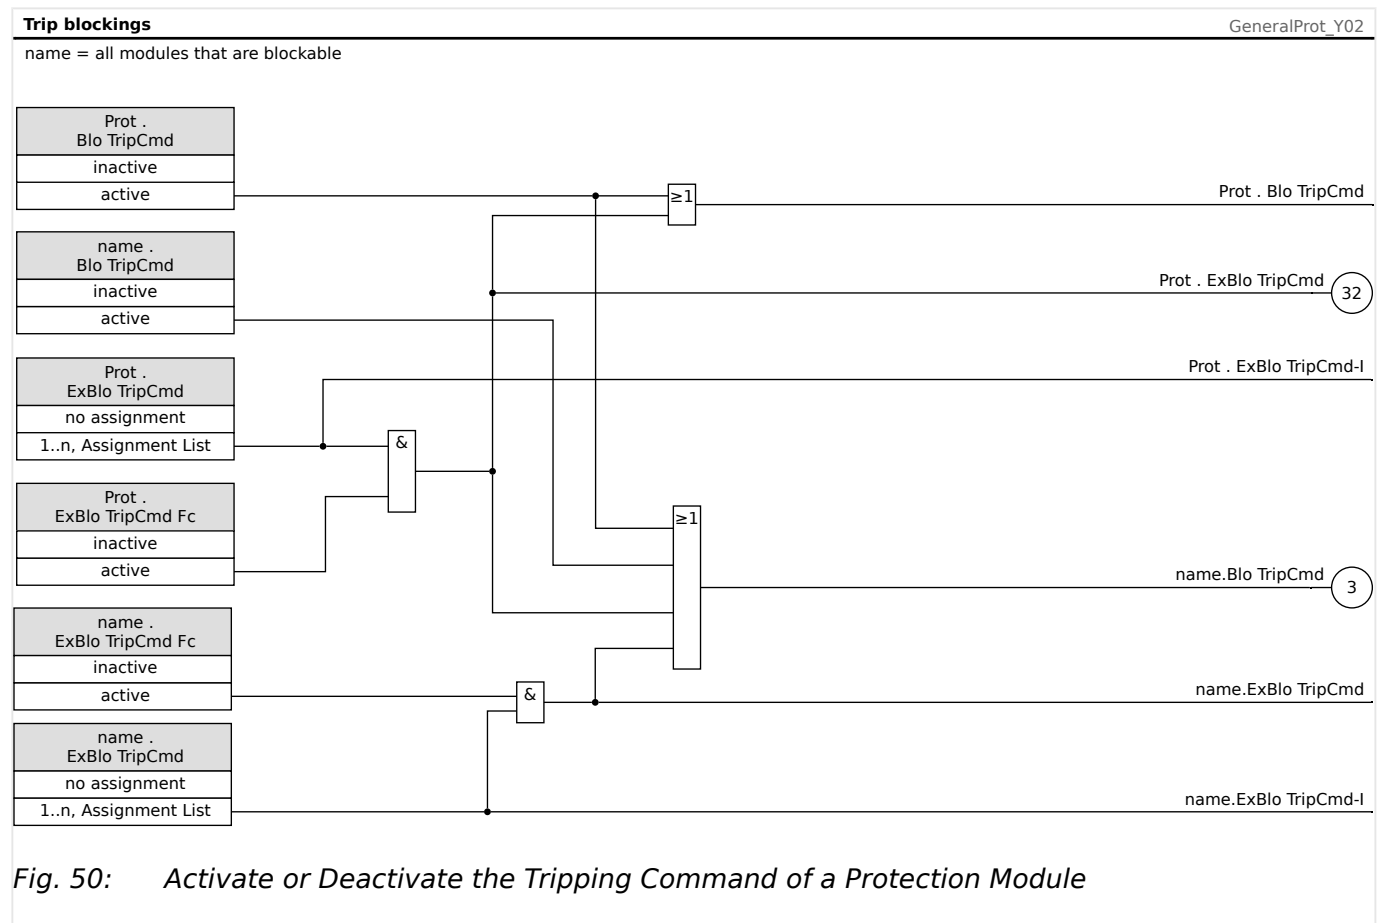 Trip blockings
GeneralProt_Y02
name = all modules that are blockable
Prot .
Blo TripCmd
inactive
active
≥1
Prot . Blo TripCmd
name .
Blo TripCmd
inactive
active
Prot . ExBlo TripCmd
32
Prot .
ExBlo TripCmd
no assignment
1..n, Assignment List
Prot . ExBlo TripCmd-I
&
Prot .
ExBlo TripCmd Fc
inactive
active
≥1
name.Blo TripCmd
3
name .
ExBlo TripCmd Fc
inactive
active
&
name.ExBlo TripCmd
name .
ExBlo TripCmd
no assignment
1..n, Assignment List
name.ExBlo TripCmd-I
Fig. 50: Activate or Deactivate the Tripping Command of a Protection Module